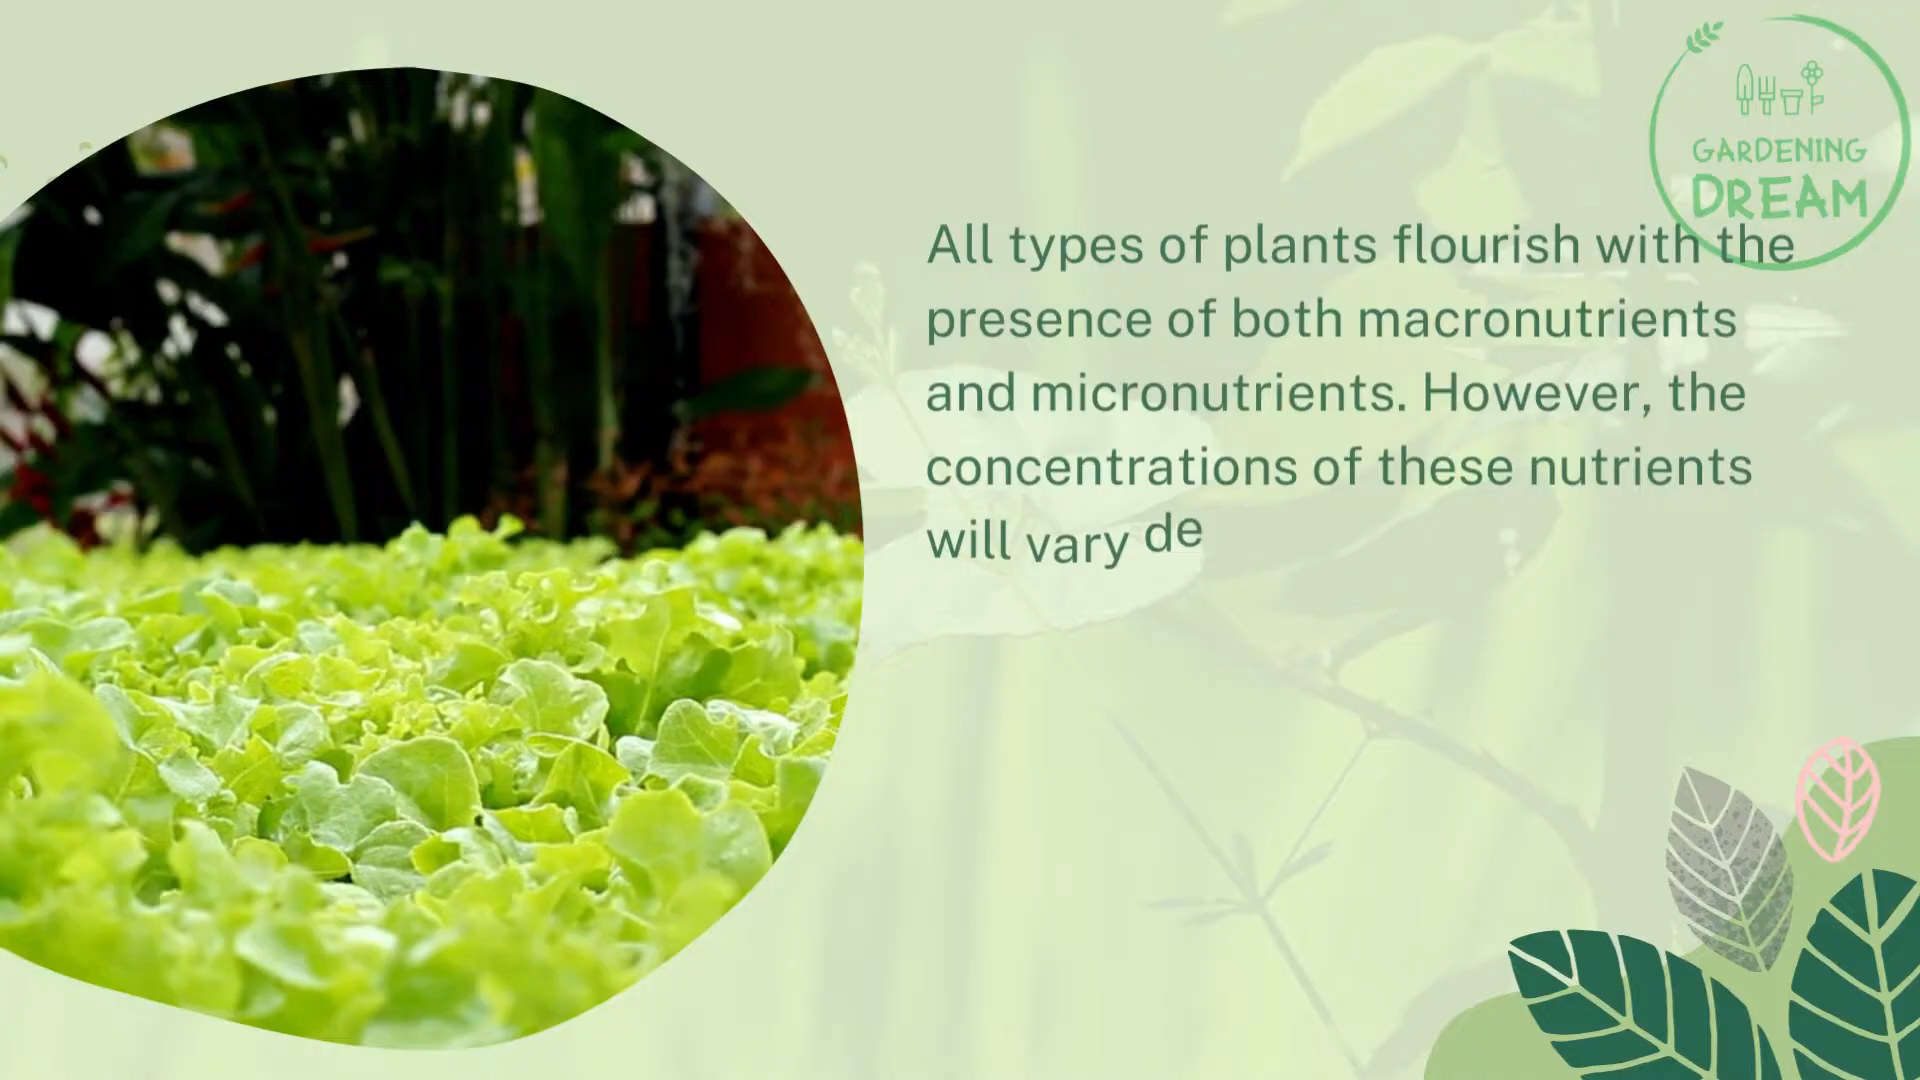 GARDENING
DREAM
All types of plants flourish with the
presence of both macronutrients
and micronutrients. However, the
concentrations of these nutrients
will vary de